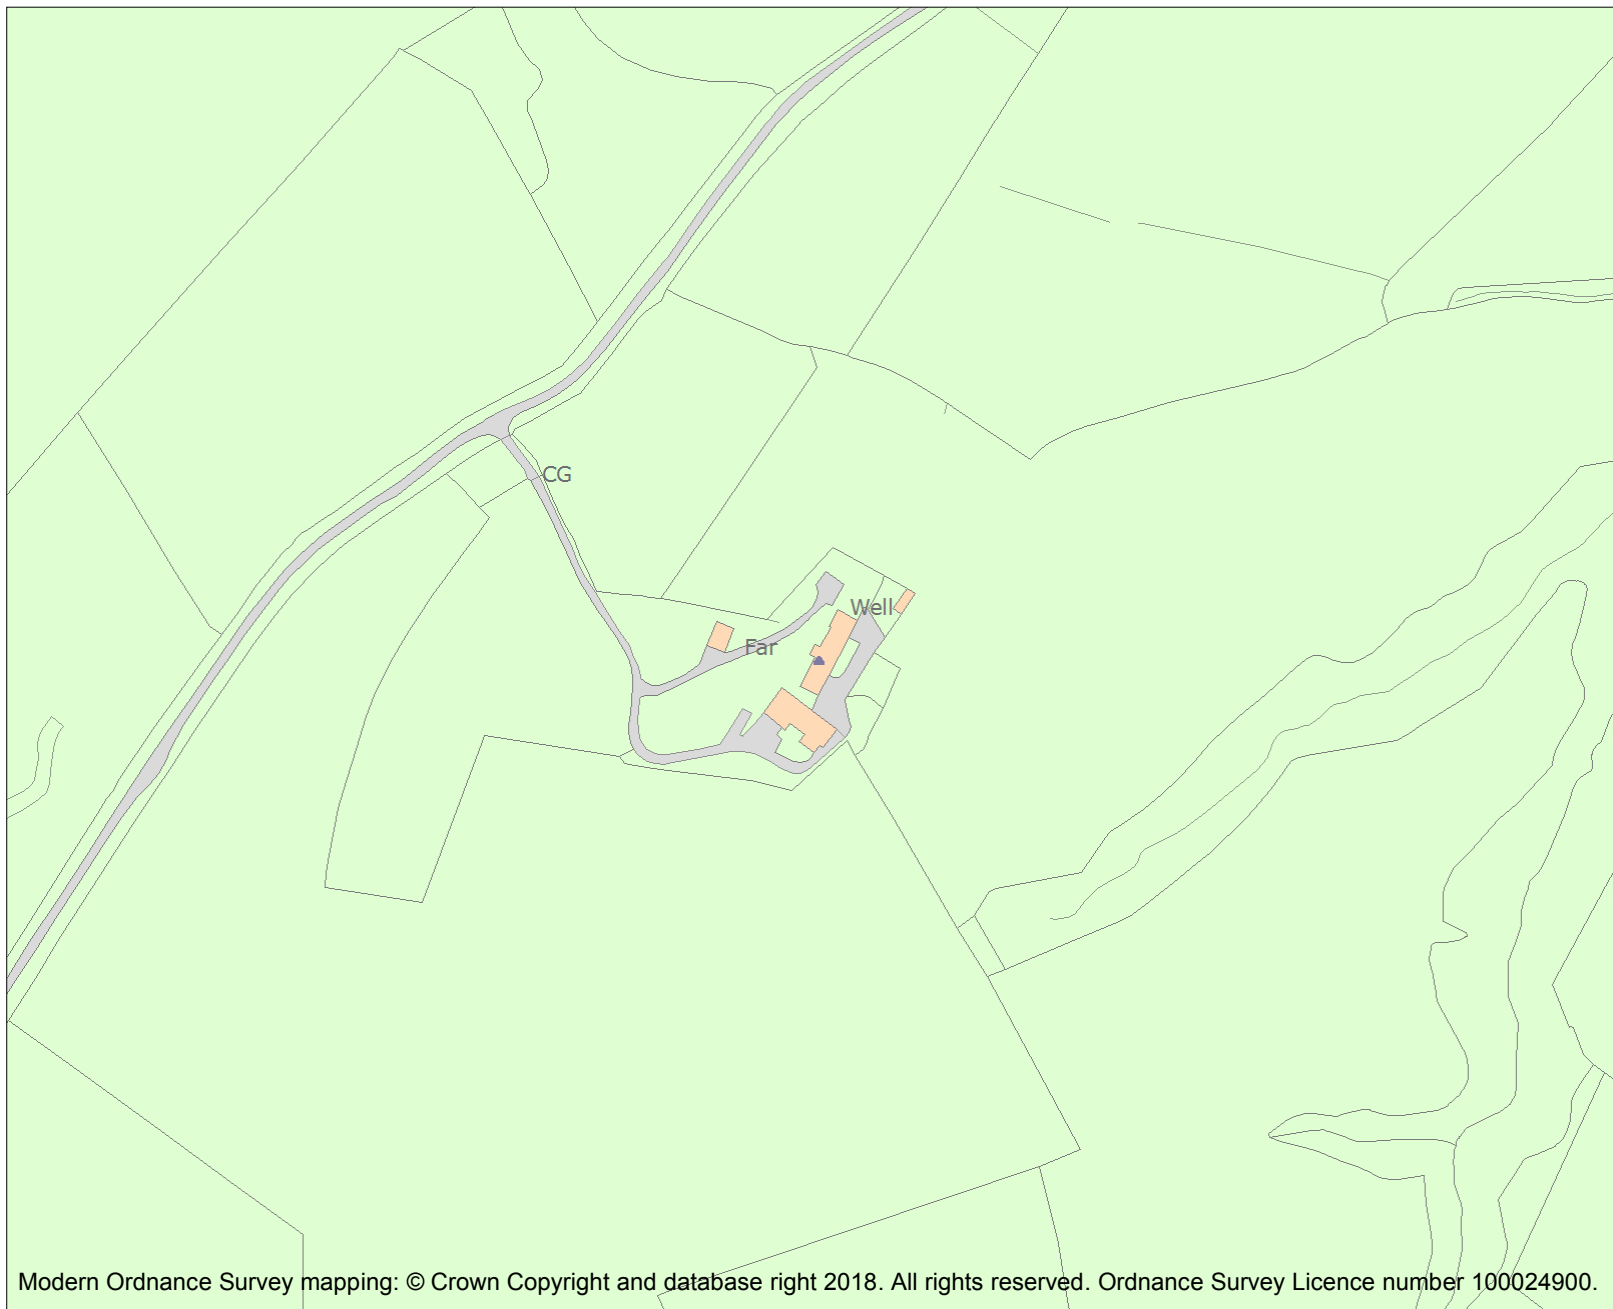 CG
Well
Far
Modern Ordnance Survey mapping: © Crown Copyright and database right 2018. All rights reserved. Ordnance Survey Licence number 100024900.